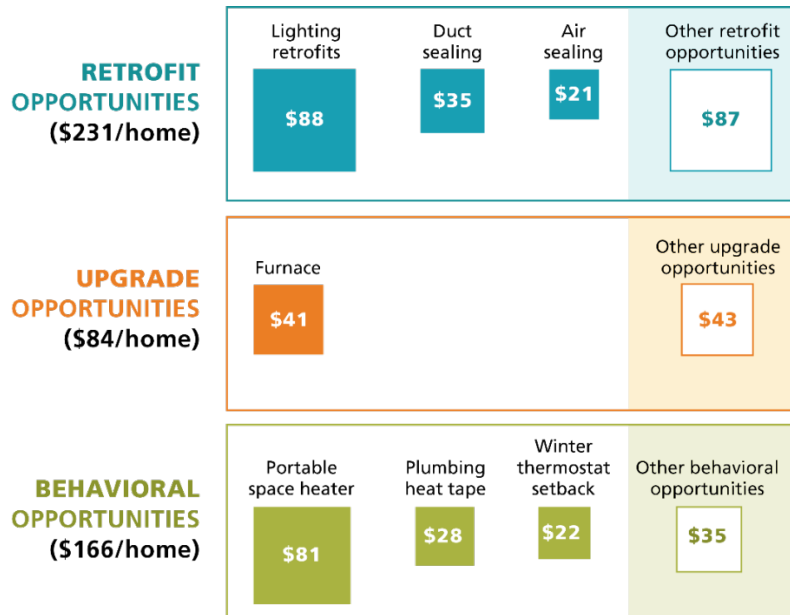 RETROFIT
OPPORTUNITIES
($231/home)
Lighting
retrofits
$88
Duct
sealing
$35
Air
sealing
$21
Other retrofit
opportunities
$87
UPGRADE
OPPORTUNITIES
($84/home)
Furnace
$41
Other upgrade
opportunities
$43
BEHAVIORAL
OPPORTUNITIES
($166/home)
Portable
space heater
$81
Plumbing
heat tape
$28
Winter
thermostat
setback
$22
Other behavioral
opportunities
$35